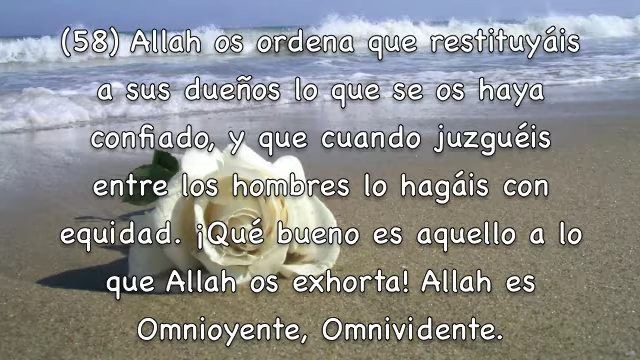 (58) Allah os ordena que restituyáis
a sus dueños lo que se os haya
confiado, y que cuando juzguéis
entre los hombres lo hagáis con
equidad. ¡Qué bueno es aquello a lo
que Allah os exhorta! Allah es
Omnioyente, Omnividente.